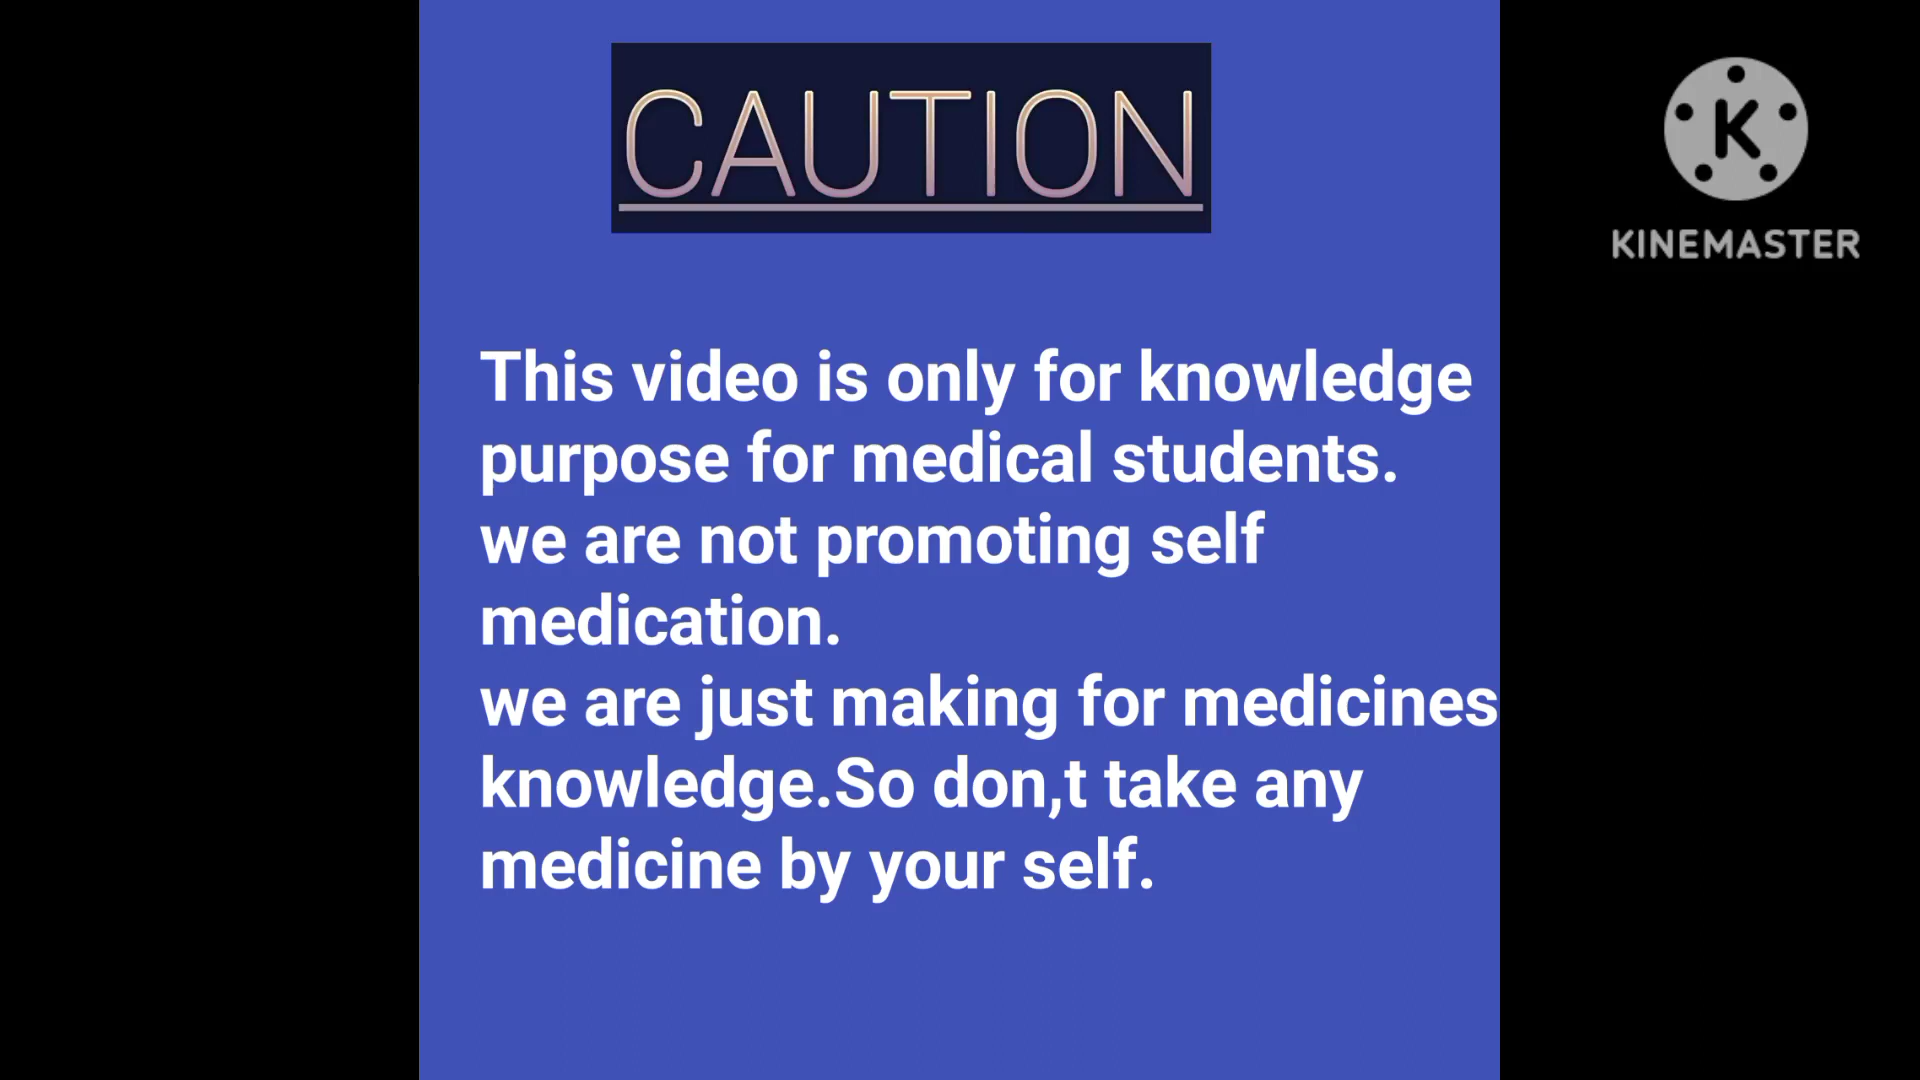 CAUTION
K
KINEMASTER
This video is only for knowledge
purpose for medical students.
we are not promoting self
medication.
we are just making for medicines
knowledge.So don,t take any
medicine by your self.